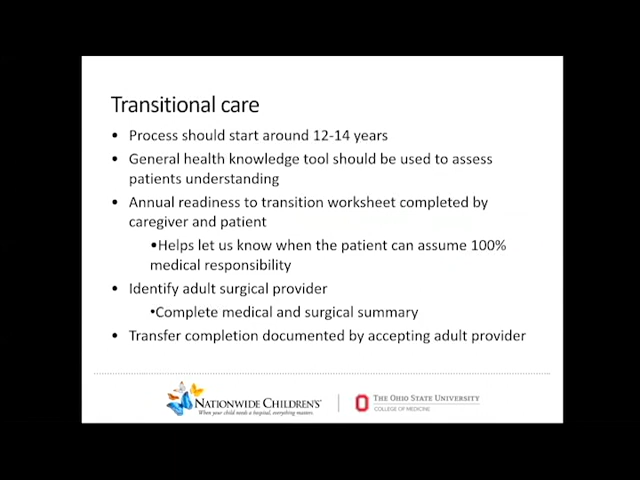 Transitional care
• Process should start around 12-14 years
• General health knowledge tool should be used to assess
patients understanding
• Annual readiness to transition worksheet completed by
caregiver and patient
•Helps let us know when the patient can assume 100%
medical responsibility
• Identify adult surgical provider
•Complete medical and surgical summary
• Transfer completion documented by accepting adult provider
NATIONWIDE CHILDREN'S
When your child needs a hospital, everything matters.
THE OHIO STATE UNIVERSITY
COLLEGE OF MEDICINE